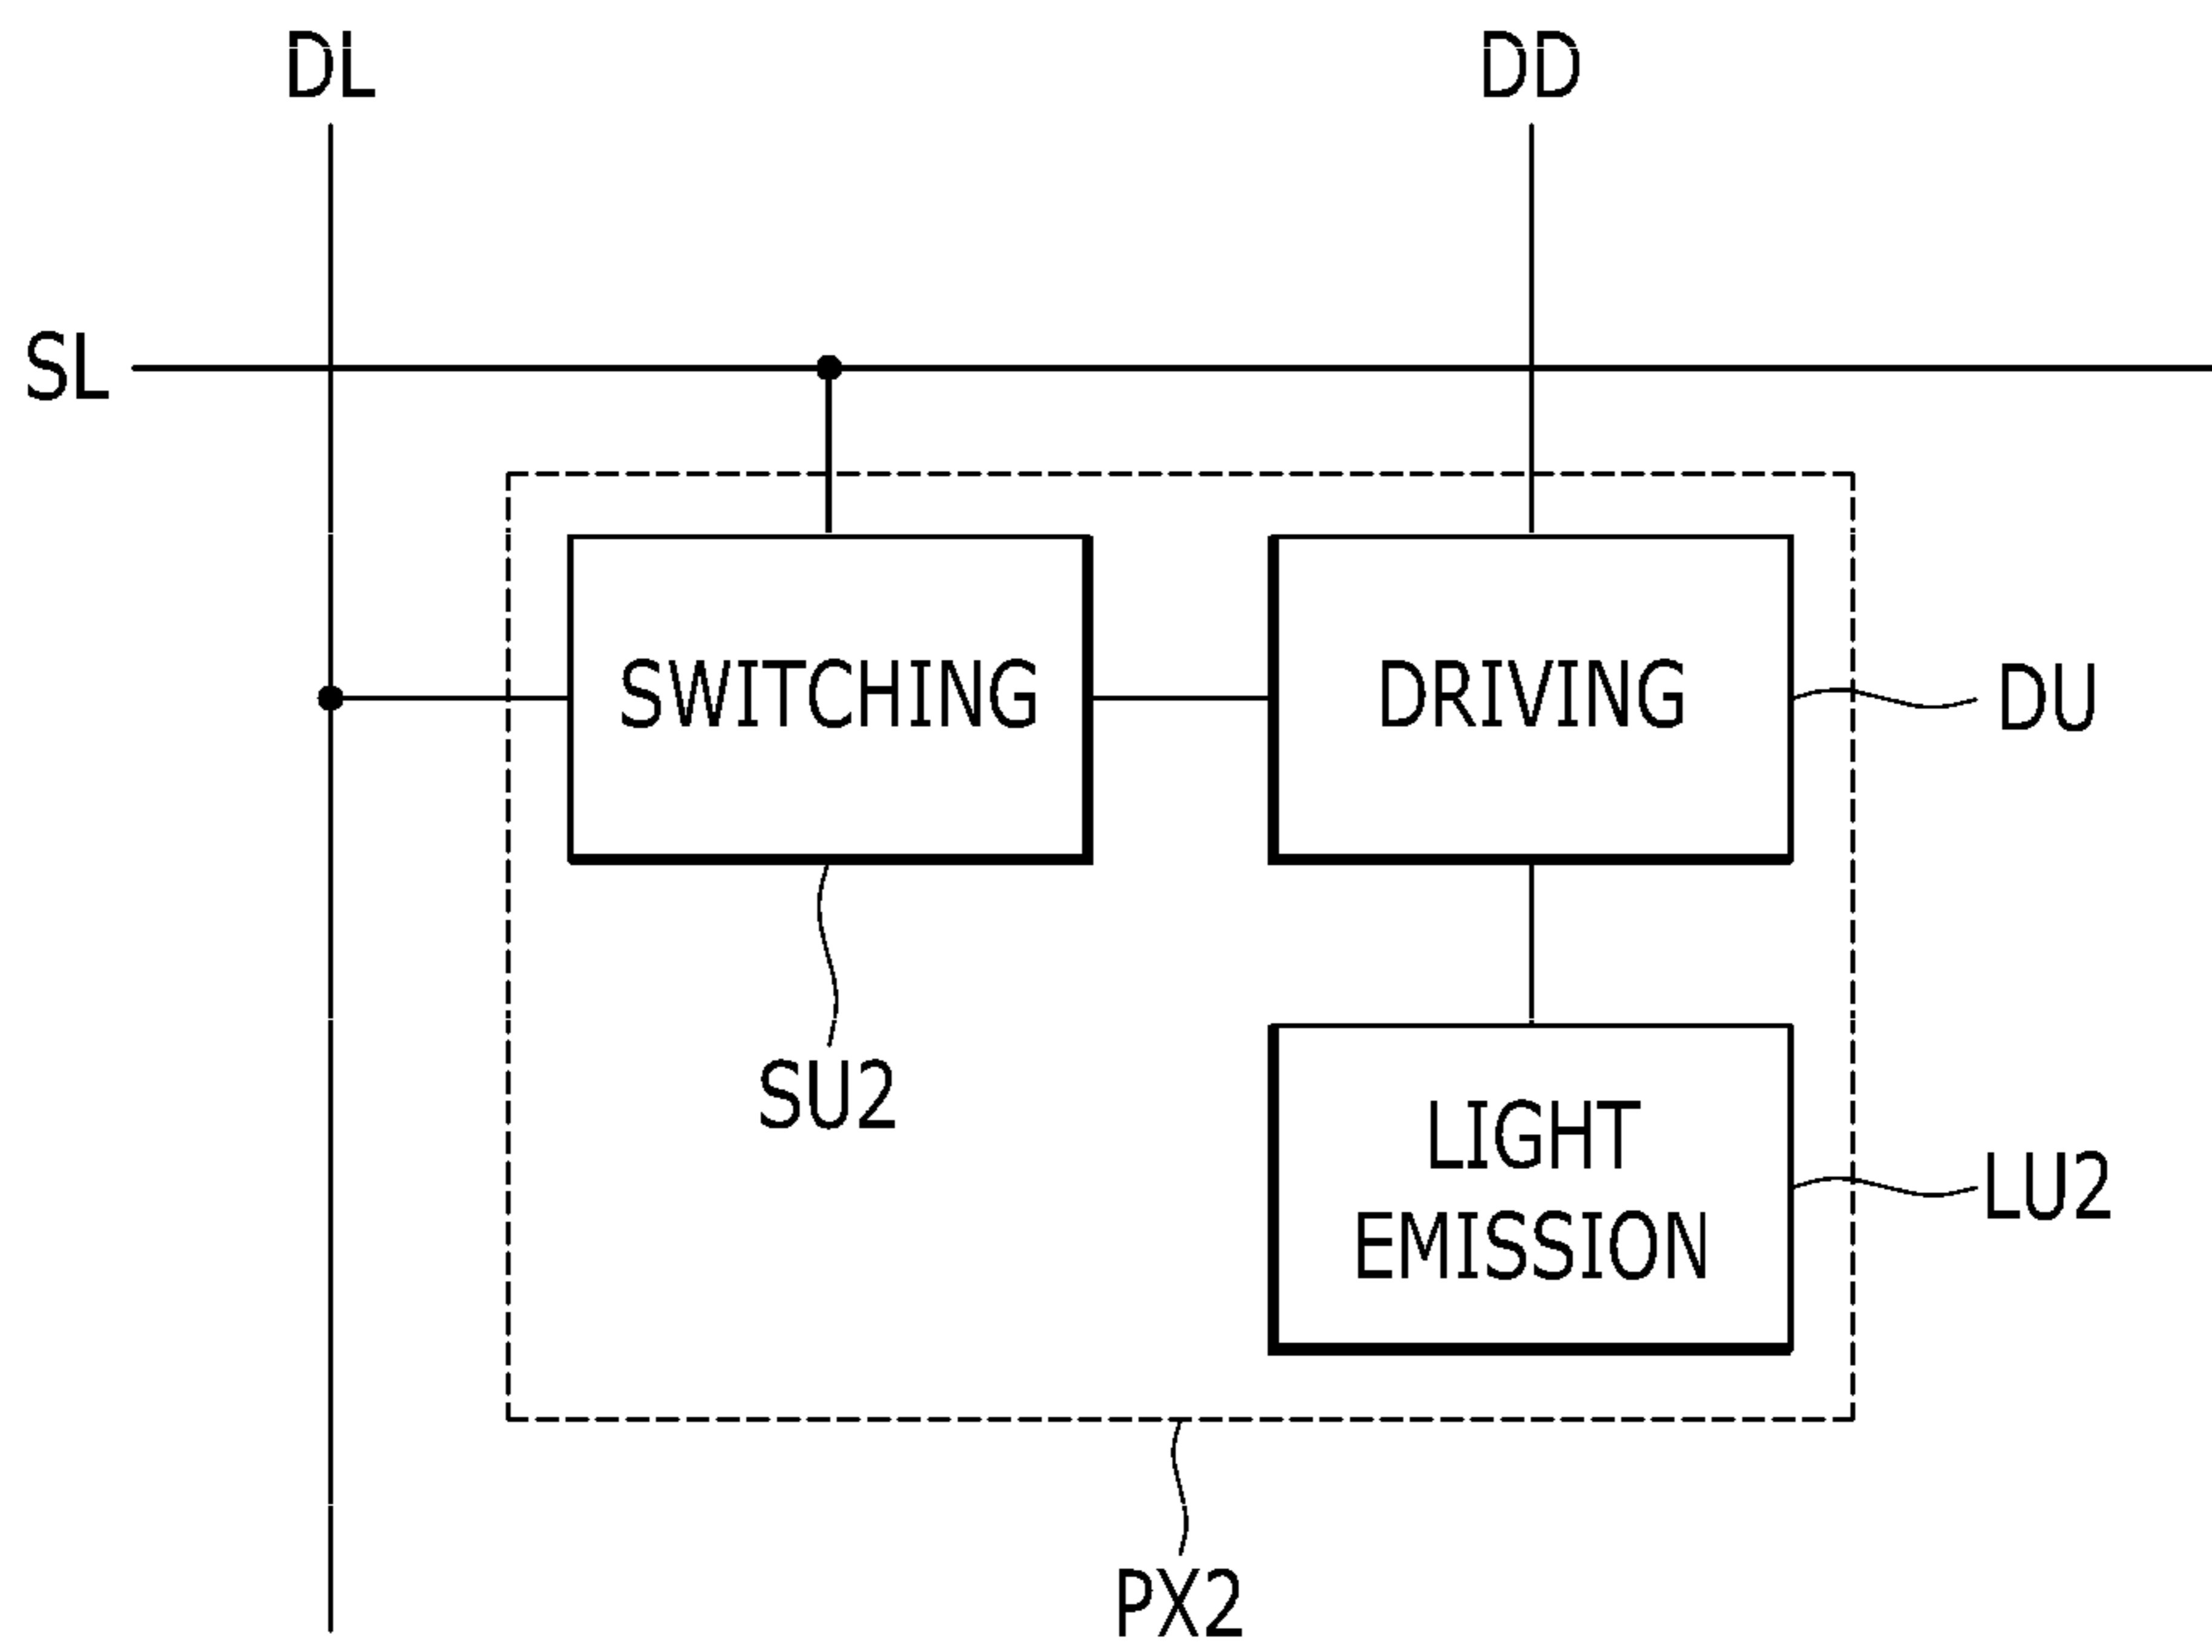 DL
DD
SL
SWITCHING
DRIVING
DU
SU2
LIGHT
EMISSION
LU2
PX2